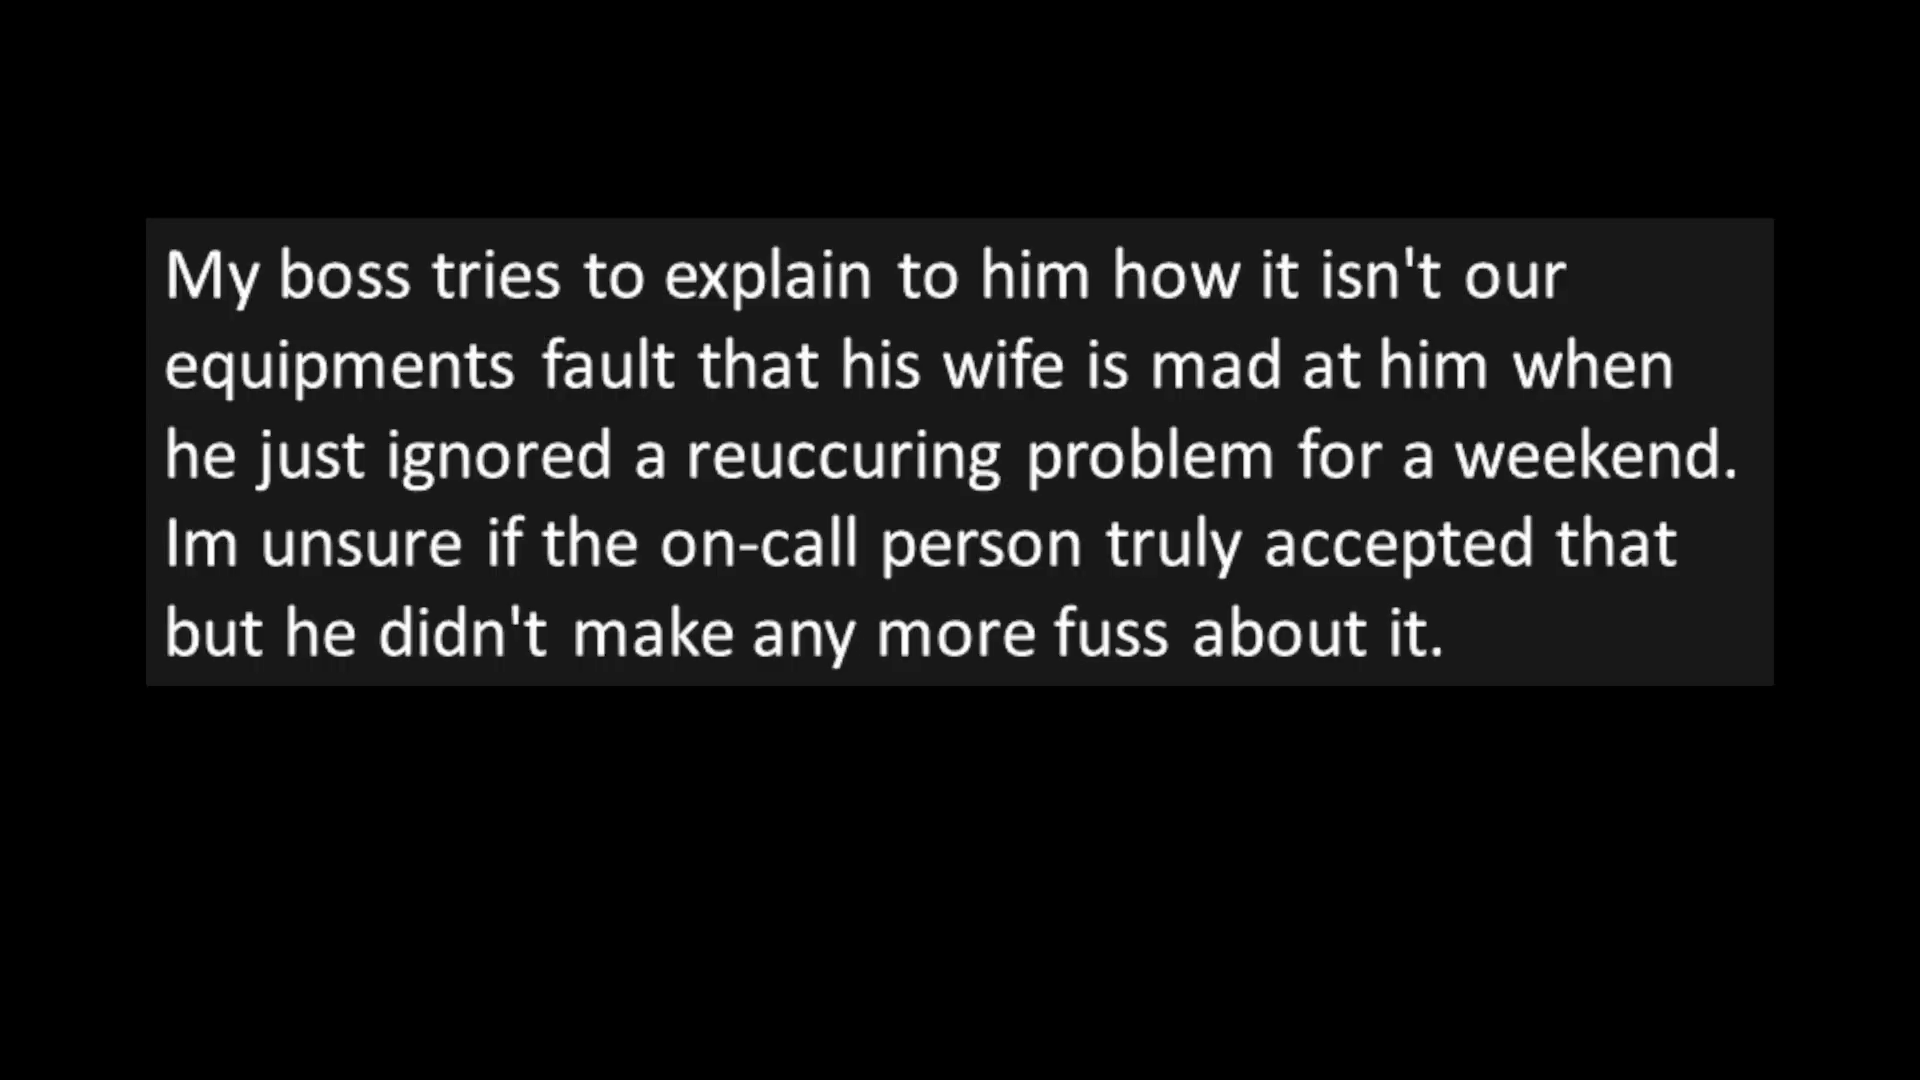 My boss tries to explain to him how it isn't our
equipments fault that his wife is mad at him when
he just ignored a reuccuring problem for a weekend.
Im unsure if the on-call person truly accepted that
but he didn't make any more fuss about it.